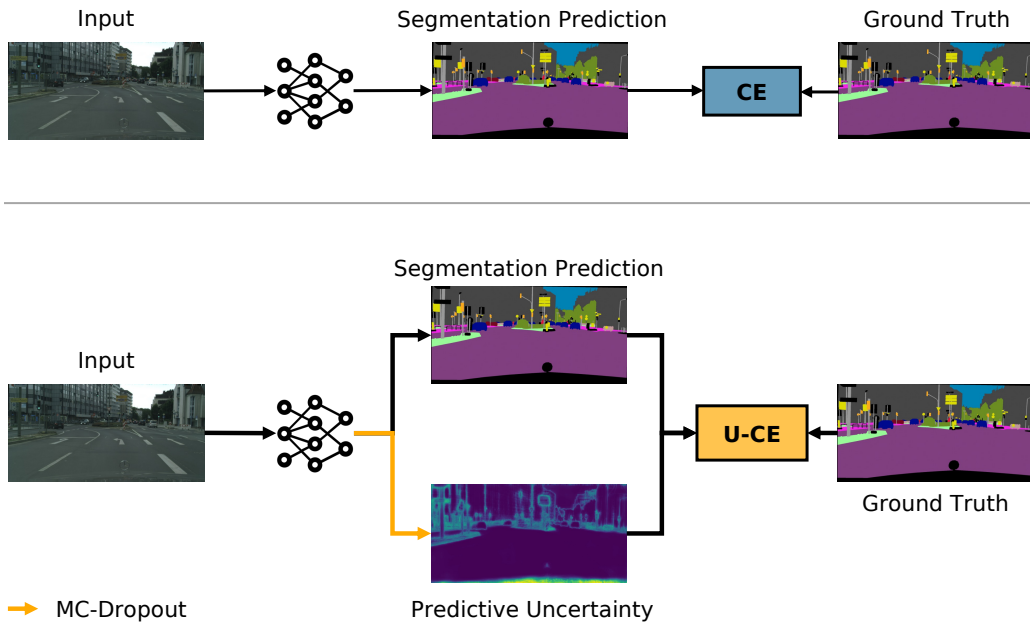 Input
Segmentation Prediction
Ground Truth
CE
Segmentation Prediction
Input
U-CE
Ground Truth
MC-Dropout
Predictive Uncertainty